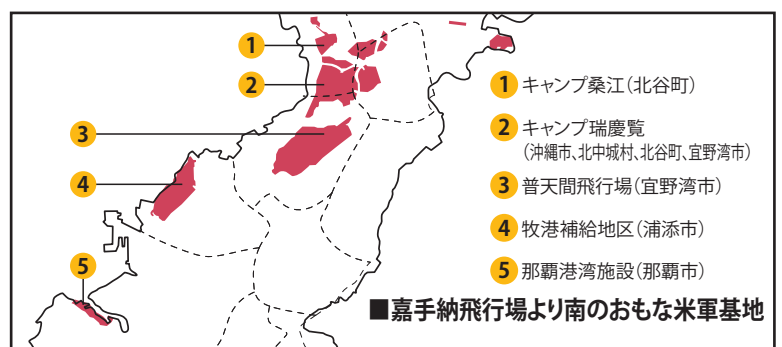 1
2
3
4
5
1 キャンプ桑江(北谷町)
2 キャンプ瑞慶覧
(沖縄市、北中城村、北谷町、宜野湾市)
3 普天間飛行場(宜野湾市)
4 牧港補給地区(浦添市)
5 那覇港湾施設(那覇市)
■嘉手納飛行場より南のおもな米軍基地